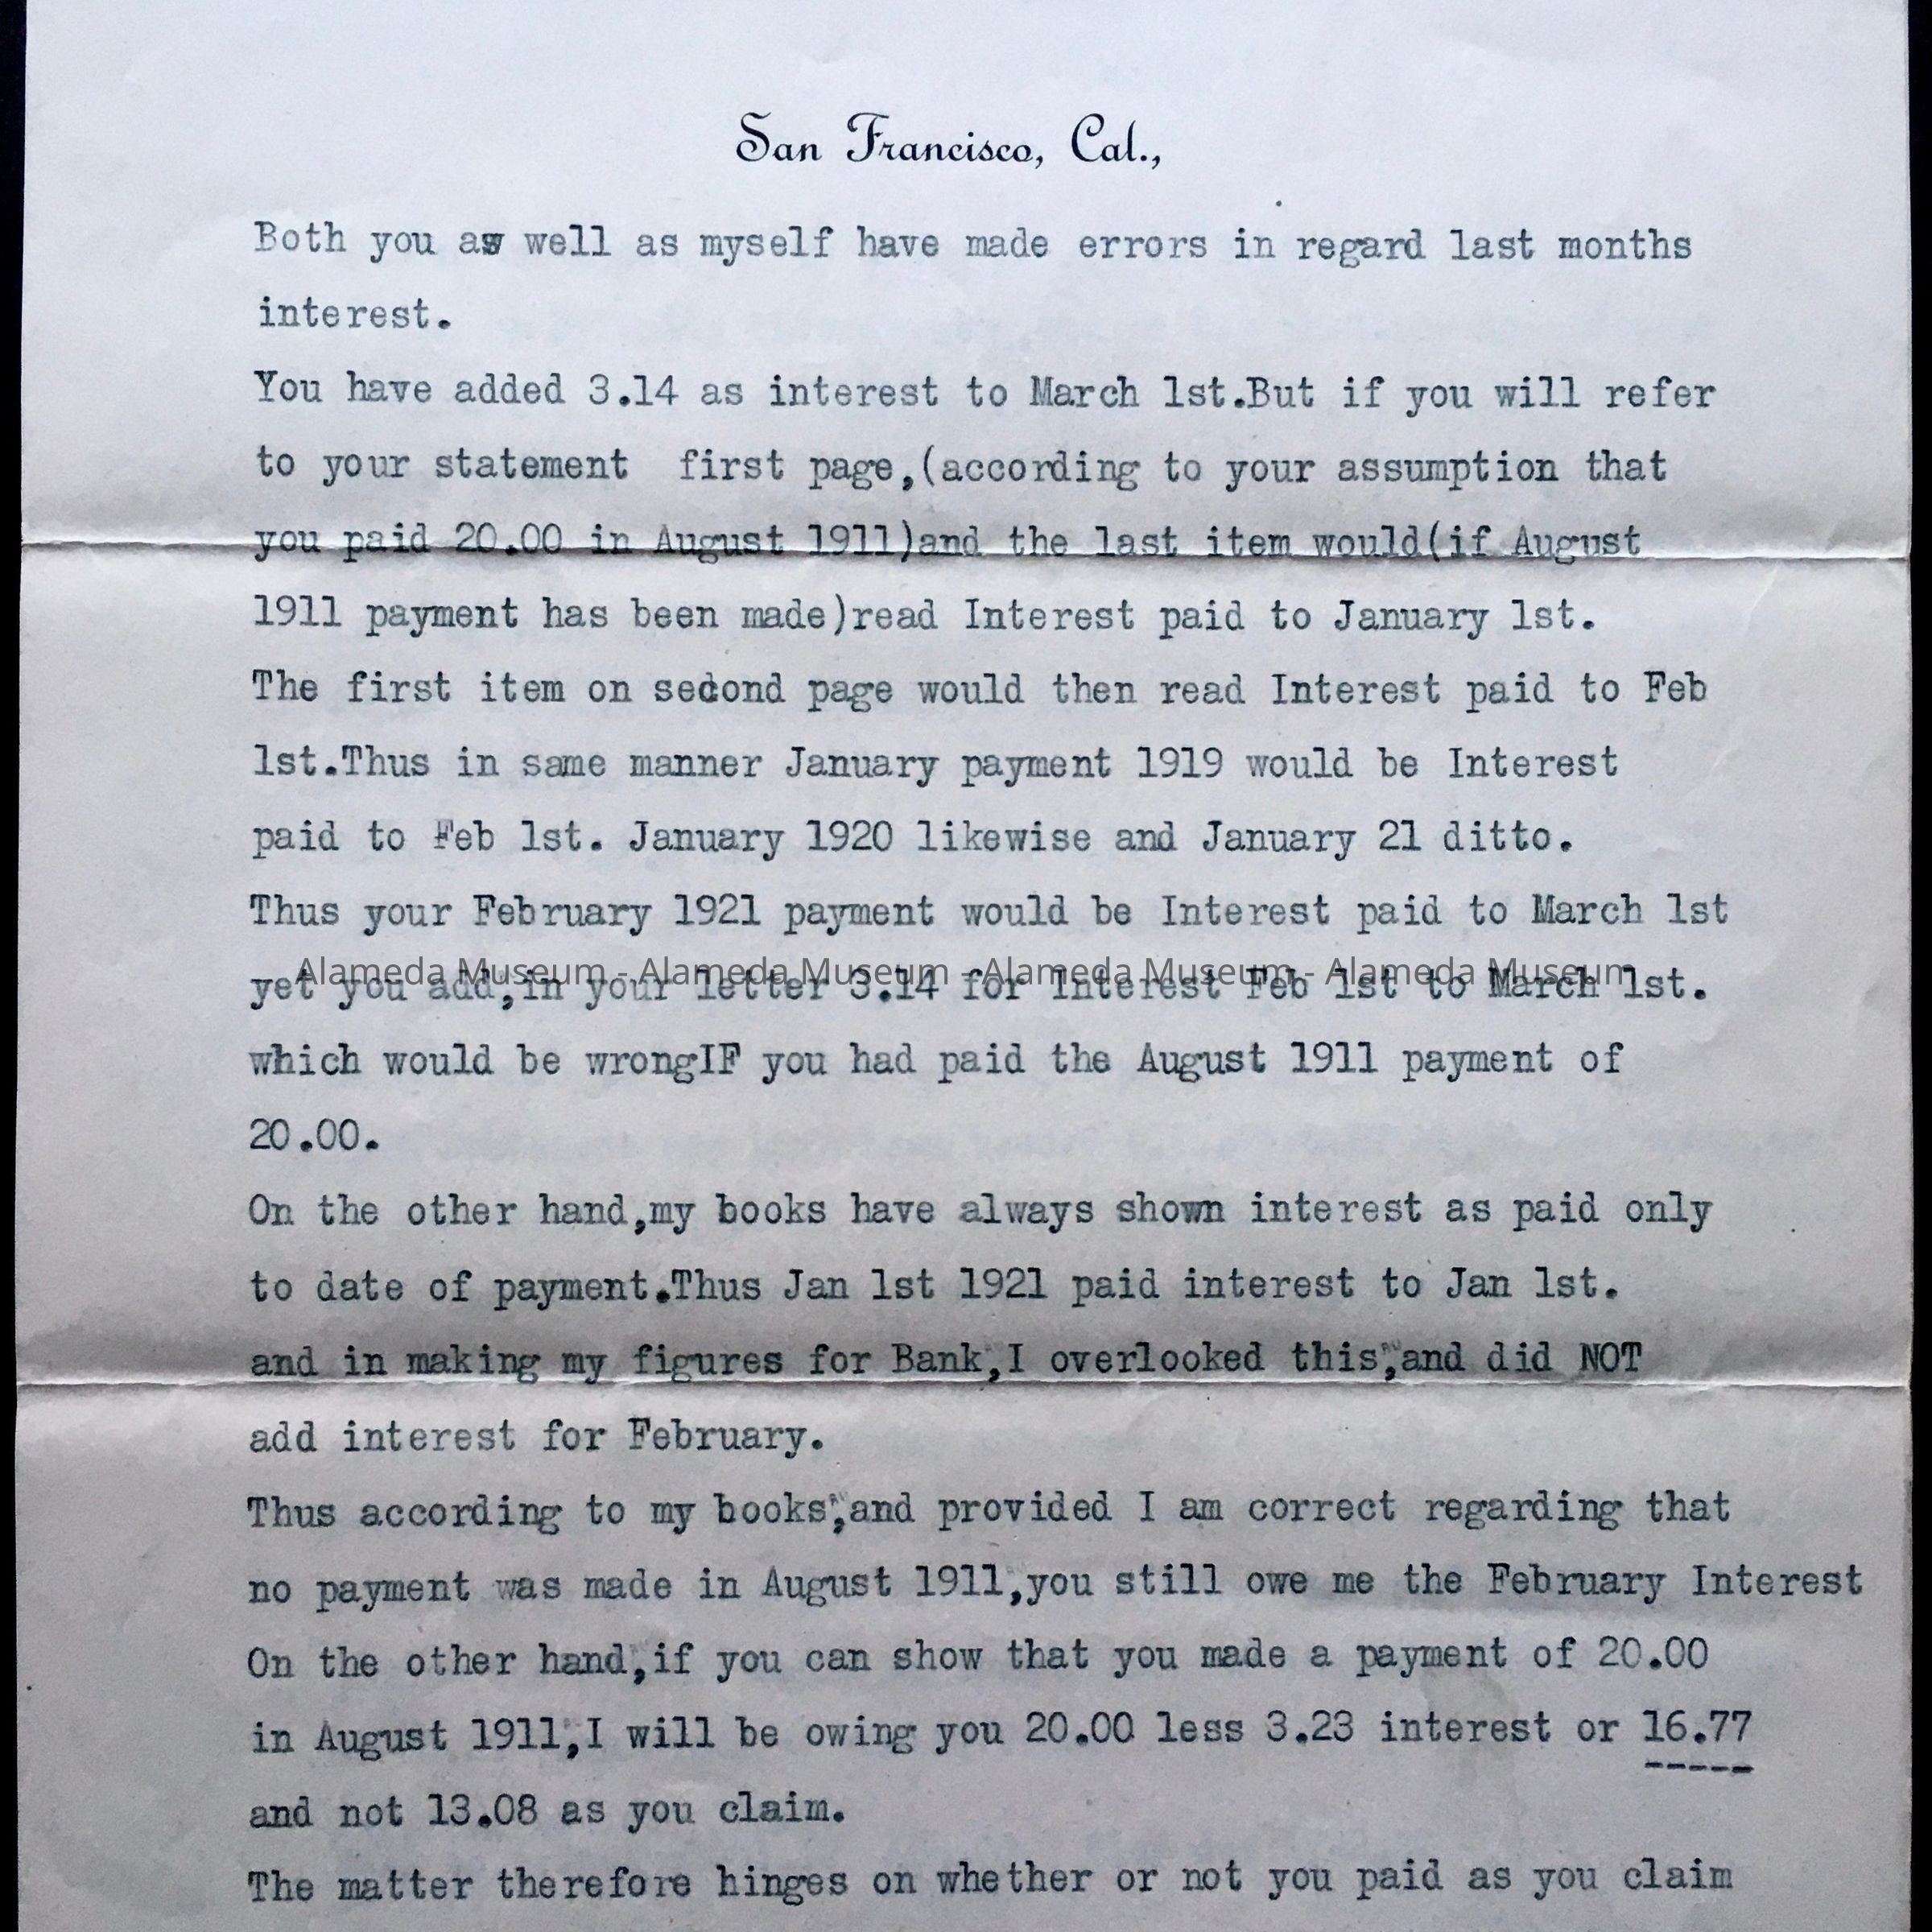 San Francisco, Cal.,
Both you as well as myself have made errors in regard last months
interest.
You have added 3.14 as interest to March 1st.But if you will refer
to your statement  first page,(according to your assumption that
you paid 20.00 in August 1911)and the last item would(if August
1911 payment has been made)read Interest paid to January 1st.
The first item on second page would then read Interest paid to Feb
1st.Thus in same manner January payment 1919 would be Interest
paid to Feb 1st. January 1920 likewise and January 21 ditto.
Thus your February 1921 payment would be Interest paid to March 1st
Alameda Museum - Alameda Museum - Alameda Museum - Alameda Museum
yet you add,in your letter 3.14 for Interest Feb 1st to March 1st.
which would be wrongIF you had paid the August 1911 payment of
20.00.
On the other hand,my books have always shown interest as paid only
to date of payment.Thus Jan 1st 1921 paid interest to Jan 1st.
and in making my figures for Bank,I overlooked this,and did NOT
add interest for February.
Thus according to my books,and provided I am correct regarding that
no payment was made in August 1911,you still owe me the February Interest
On the other hand,if you can show that you made a payment of 20.00
in August 1911,I will be owing you 20.00 less 3.23 interest or 16.77
and not 13.08 as you claim.
The matter therefore hinges on whether or not you paid as you claim